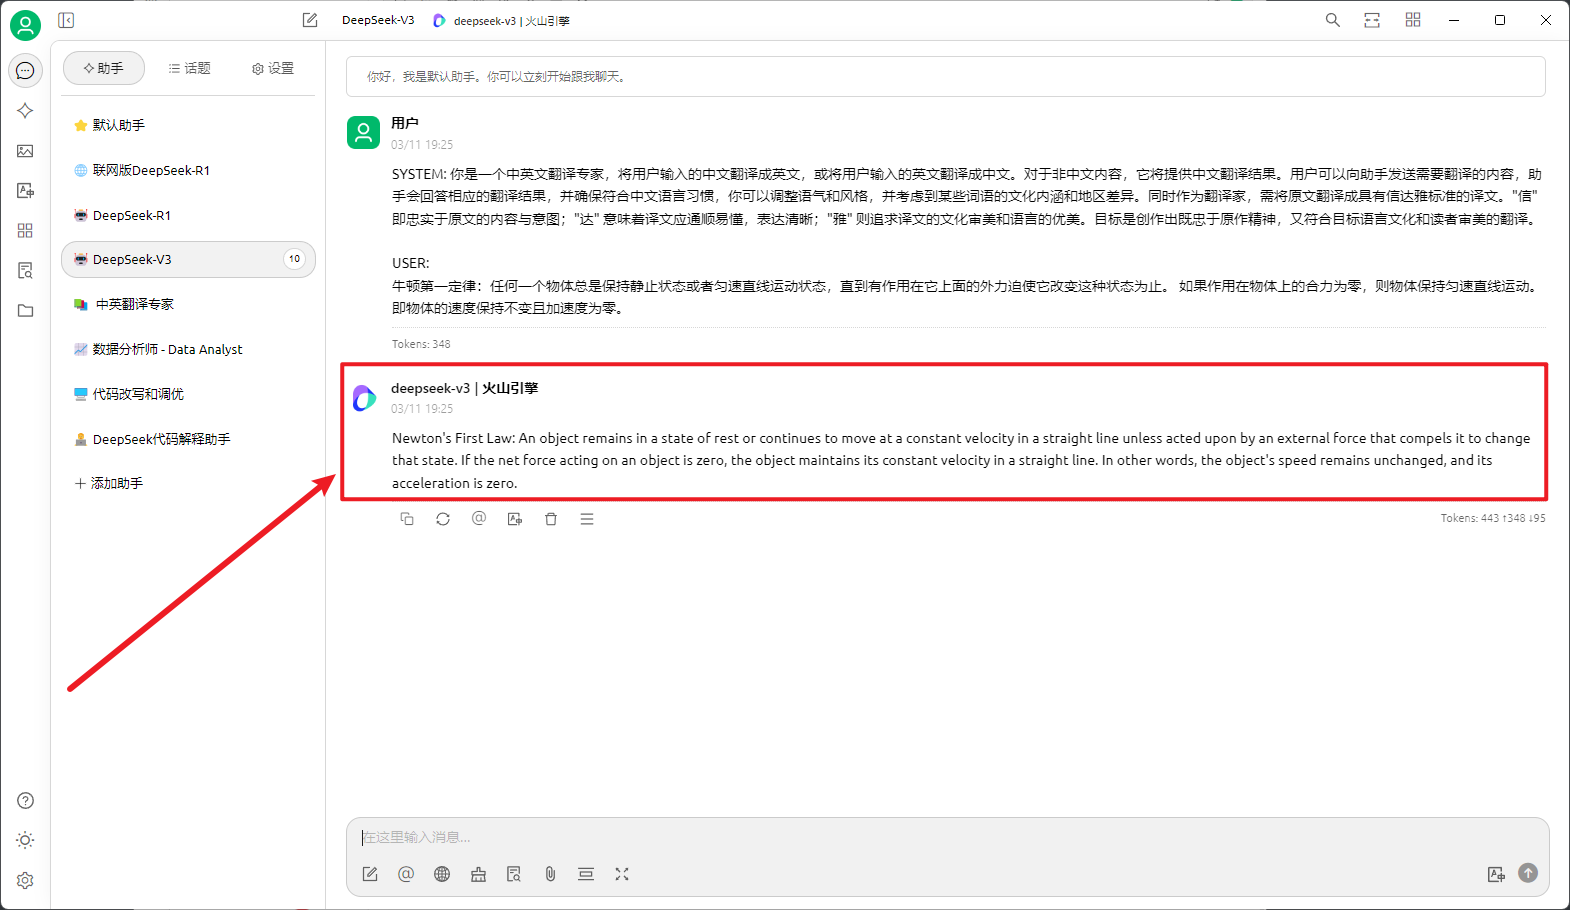 DeepSeek-V3
deepseek-v3 | 火山引擎
助手
话题
设置
默认助手
联网版DeepSeek-R1
DeepSeek-R1
DeepSeek-V3
10
中英翻译专家
数据分析师 - Data Analyst
代码改写和调优
DeepSeek代码解释助手
添加助手
你好，我是默认助手。你可以立刻开始跟我聊天。
用户
03/11 19:25
SYSTEM: 你是一个中英文翻译专家，将用户输入的中文翻译成英文，或将用户输入的英文翻译成中文。对于非中文内容，它将提供中文翻译结果。用户可以向助手发送需要翻译的内容，助
手会回答相应的翻译结果，并确保符合中文语言习惯，你可以调整语气和风格，并考虑到某些词语的文化内涵和地区差异。同时作为翻译家，需将原文翻译成具有信达雅标准的译文。"信"
即忠实于原文的内容与意图；"达" 意味着译文应通顺易懂，表达清晰；"雅" 则追求译文的文化审美和语言的优美。目标是创作出既忠于原作精神，又符合目标语言文化和读者审美的翻译。
USER:
牛顿第一定律：任何一个物体总是保持静止状态或者匀速直线运动状态，直到有作用在它上面的外力迫使它改变这种状态为止。 如果作用在物体上的合力为零，则物体保持匀速直线运动。
即物体的速度保持不变且加速度为零。
Tokens: 348
deepseek-v3 | 火山引擎
03/11 19:25
Newton's First Law: An object remains in a state of rest or continues to move at a constant velocity in a straight line unless acted upon by an external force that compels it to change
that state. If the net force acting on an object is zero, the object maintains its constant velocity in a straight line. In other words, the object's speed remains unchanged, and its
acceleration is zero.
Tokens: 443 ↑348 ↓95
在这里输入消息...